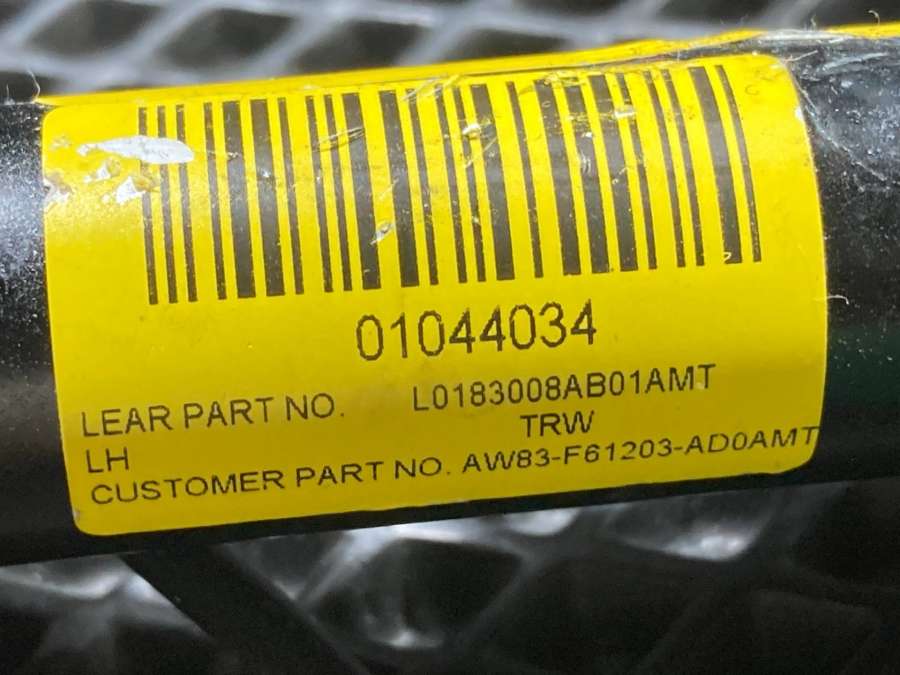 01044034
LEAR PART NO. L0183008AB01AMT
LH TRW
CUSTOMER PART NO. AW83-F61203-AD0AMT